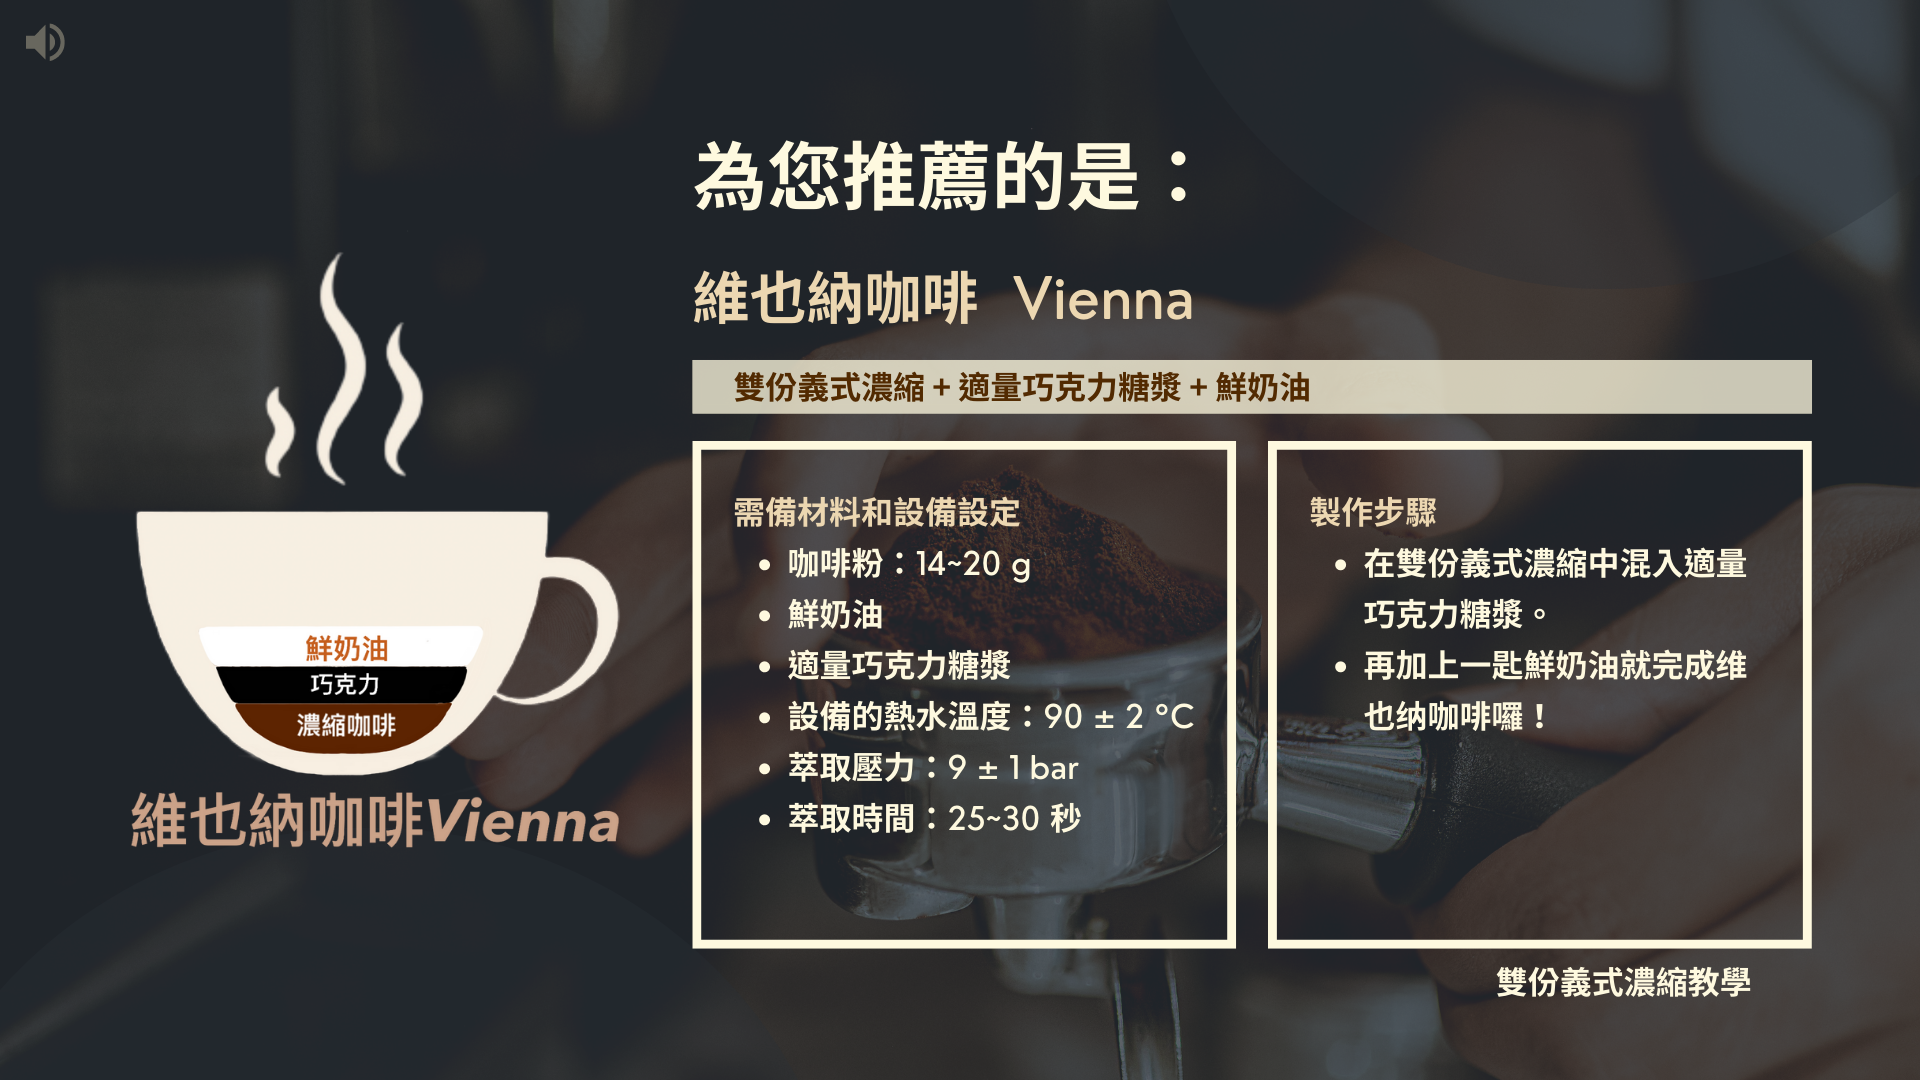 為您推薦的是：
維也納咖啡 Vienna
雙份義式濃縮 + 適量巧克力糖漿 + 鮮奶油
需備材料和設備設定
• 咖啡粉：14~20 g
• 鮮奶油
• 適量巧克力糖漿
• 設備的熱水溫度：90 ± 2 °C
• 萃取壓力：9 ± 1 bar
• 萃取時間：25~30 秒
製作步驟
• 在雙份義式濃縮中混入適量
巧克力糖漿。
• 再加上一匙鮮奶油就完成维
也纳咖啡囉！
雙份義式濃縮教學
鮮奶油
巧克力
濃縮咖啡
維也納咖啡Vienna